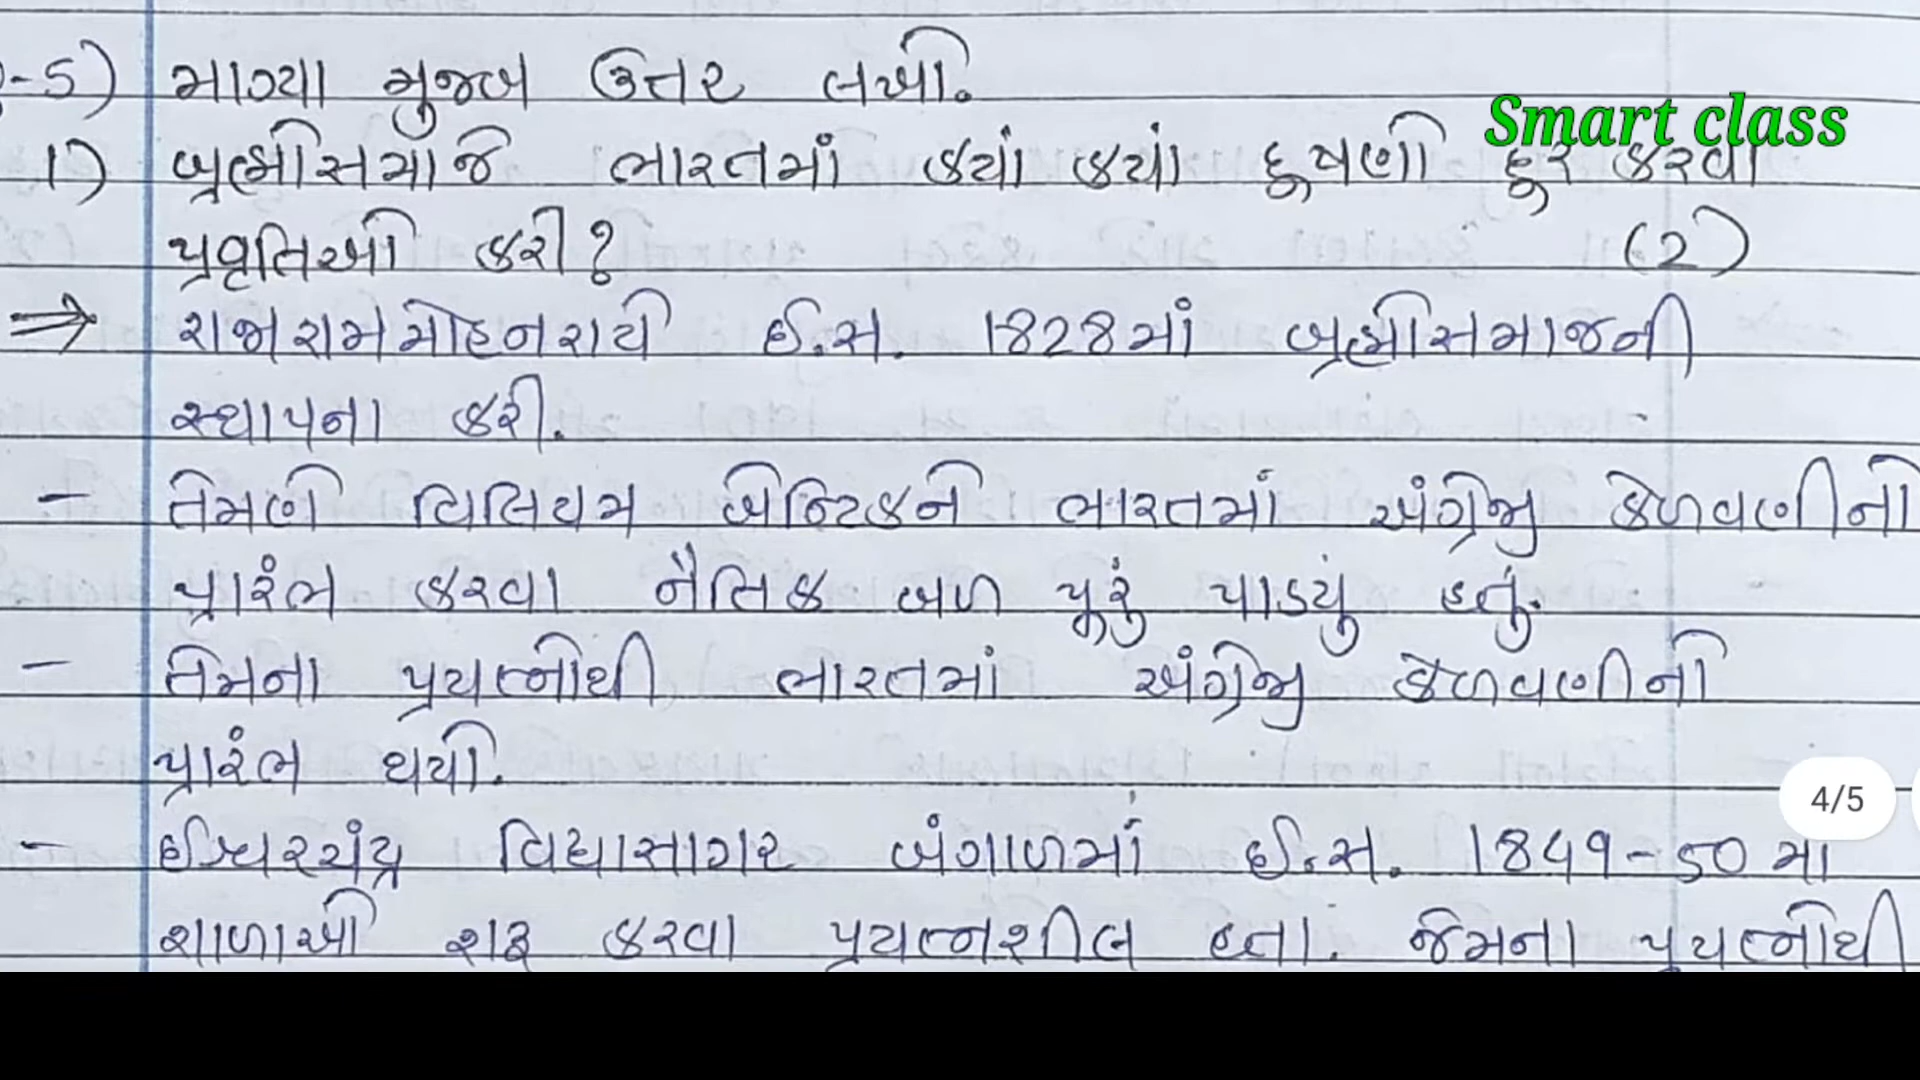 -5) માગ્યા મુજબ ઉત્તર લખો.
Smart class
1) બ્રહ્મોસમાજે ભારતમાં કયાં કયાં દૂષણો દૂર કરવા
પ્રવૃતિઓ કરી? (2)
⇒ રાજારામમોહનરાયે ઈ.સ. 1828માં બ્રહ્મોસમાજની
સ્થાપના કરી.
- તેમણે વિલિયમ બેન્ટિકને ભારતમાં અંગ્રેજી કેળવણીનો
પ્રારંભ કરવા નૈતિક બળ પૂરું પાડ્યું હતું.
- તેમના પ્રયત્નોથી ભારતમાં અંગ્રેજી કેળવણીનો
પ્રારંભ થયો.
4/5
- ઈશ્વરચંદ્ર વિદ્યાસાગર બંગાળમાં ઈ.સ. 1849-50 મા
શાળાઓ શરૂ કરવા પ્રયત્નશીલ હતા. જેમના પ્રયત્નોથી